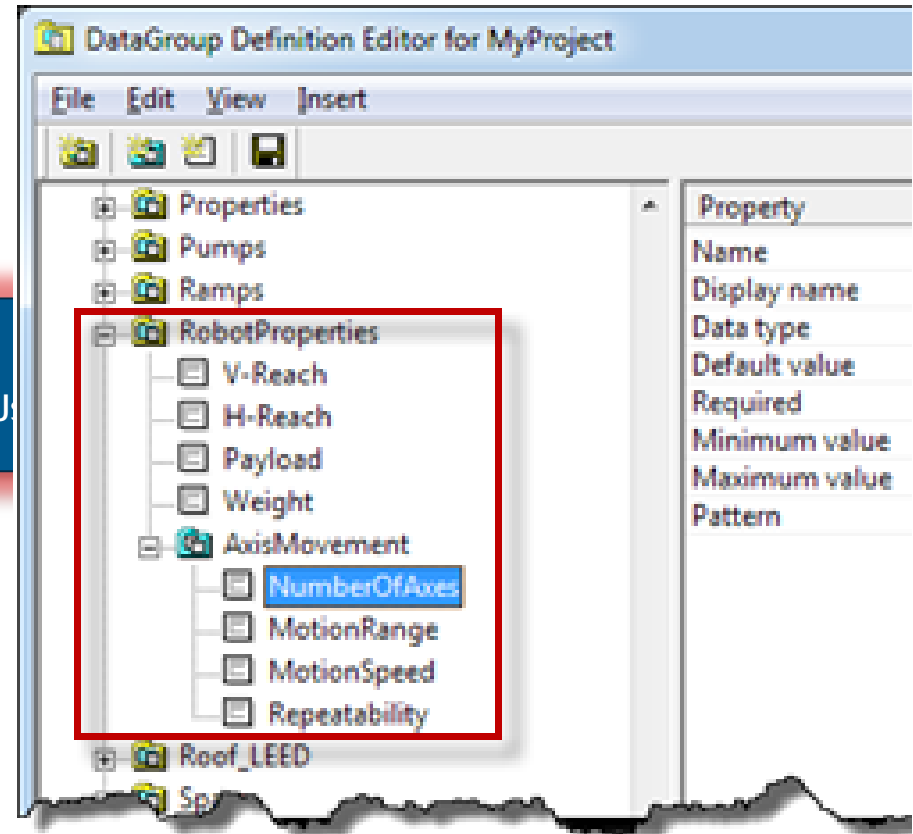 DataGroup Definition Editor for MyProject
File Edit View Insert
Properties
Pumps
Ramps
RobotProperties
V-Reach
H-Reach
Payload
Weight
AxisMovement
NumberOfAxes
MotionRange
MotionSpeed
Repeatability
Roof_LEED
Property
Name
Display name
Data type
Default value
Required
Minimum value
Maximum value
Pattern